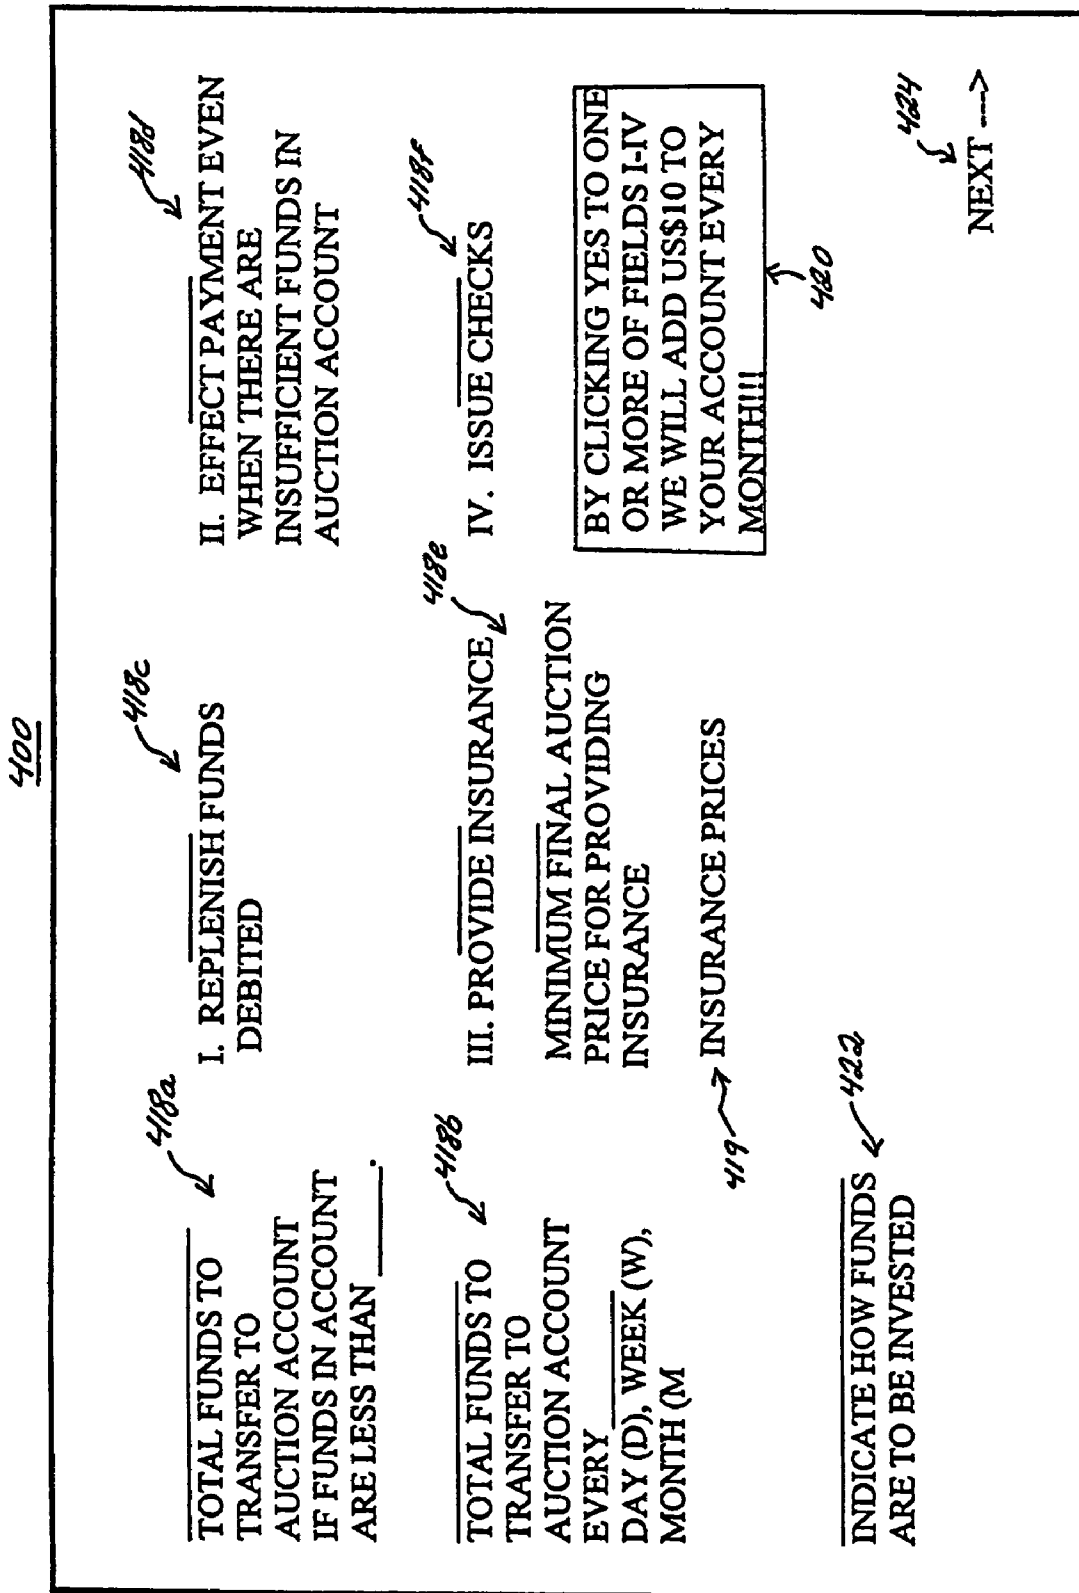 400
418a
TOTAL FUNDS TO
TRANSFER TO
AUCTION ACCOUNT
IF FUNDS IN ACCOUNT
ARE LESS THAN ____.
418c
I. REPLENISH FUNDS
DEBITED
418d
II. EFFECT PAYMENT EVEN
WHEN THERE ARE
INSUFFICIENT FUNDS IN
AUCTION ACCOUNT
418b
TOTAL FUNDS TO
TRANSFER TO
AUCTION ACCOUNT
EVERY ____
DAY (D), WEEK (W),
MONTH (M
418e
III. PROVIDE INSURANCE
MINIMUM FINAL AUCTION
PRICE FOR PROVIDING
INSURANCE
419
INSURANCE PRICES
418f
IV. ISSUE CHECKS
BY CLICKING YES TO ONE
OR MORE OF FIELDS I-IV
WE WILL ADD US$10 TO
YOUR ACCOUNT EVERY
MONTH!!!
420
422
INDICATE HOW FUNDS
ARE TO BE INVESTED
424
NEXT --->